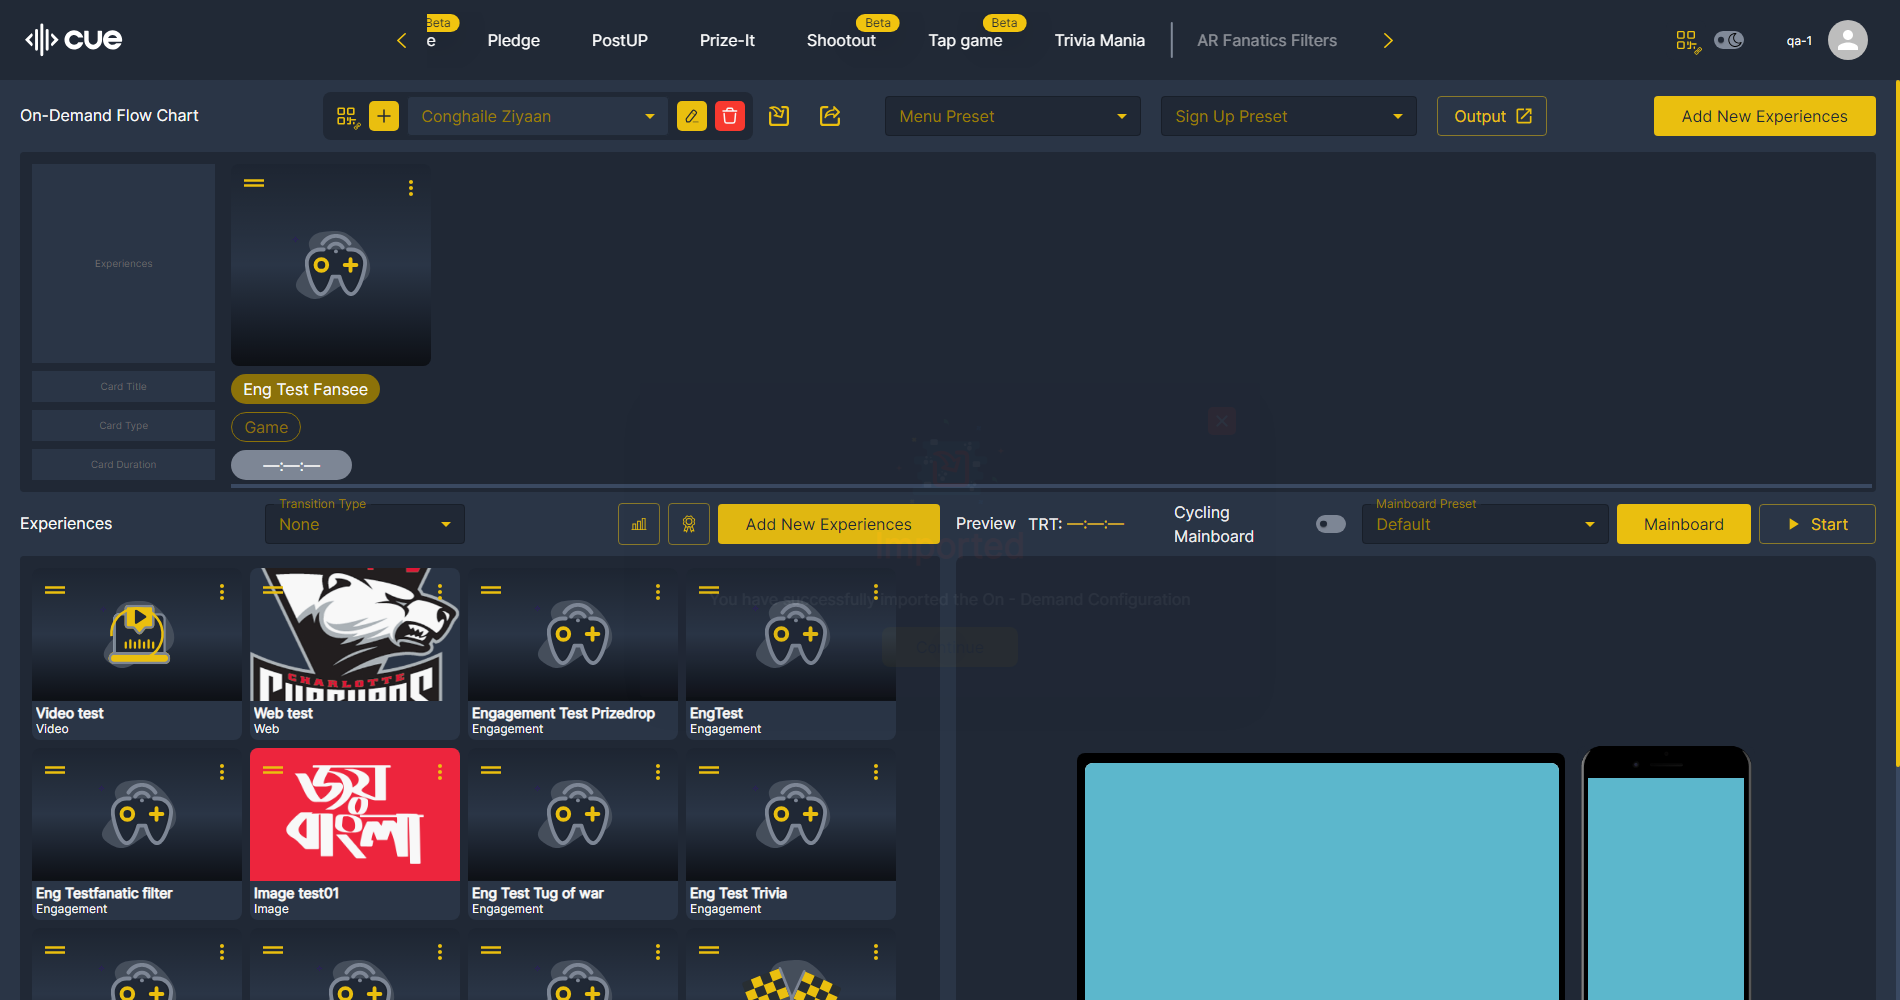 cue
e
Beta
Pledge
PostUP
Prize-It
Shootout
Beta
Tap game
Beta
Trivia Mania
AR Fanatics Filters
qa-1
On-Demand Flow Chart
Conghaile Ziyaan
Menu Preset
Sign Up Preset
Output
Add New Experiences
Experiences
Card Title
Eng Test Fansee
Card Type
Game
Card Duration
—:—:—
Experiences
Transition Type
None
Add New Experiences
Preview
TRT: —:—:—
Cycling
Mainboard
Mainboard Preset
Default
Mainboard
Start
Imported
You have successfully imported the On - Demand Configuration
CHARLOTTE
Video test
Video
Web test
Web
Engagement Test Prizedrop
Engagement
EngTest
Engagement
জয়
বাংলা
Eng Testfanatic filter
Engagement
Image test01
Image
Eng Test Tug of war
Engagement
Eng Test Trivia
Engagement